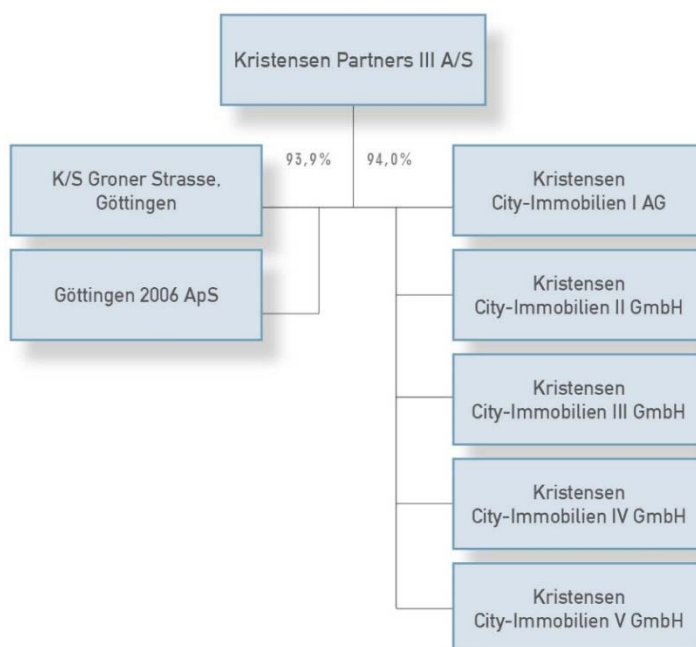 Kristensen Partners III A/S
93,9%
94,0%
K/S Groner Strasse,
Göttingen
Göttingen 2006 ApS
Kristensen
City-Immobilien I AG
Kristensen
City-Immobilien II GmbH
Kristensen
City-Immobilien III GmbH
Kristensen
City-Immobilien IV GmbH
Kristensen
City-Immobilien V GmbH